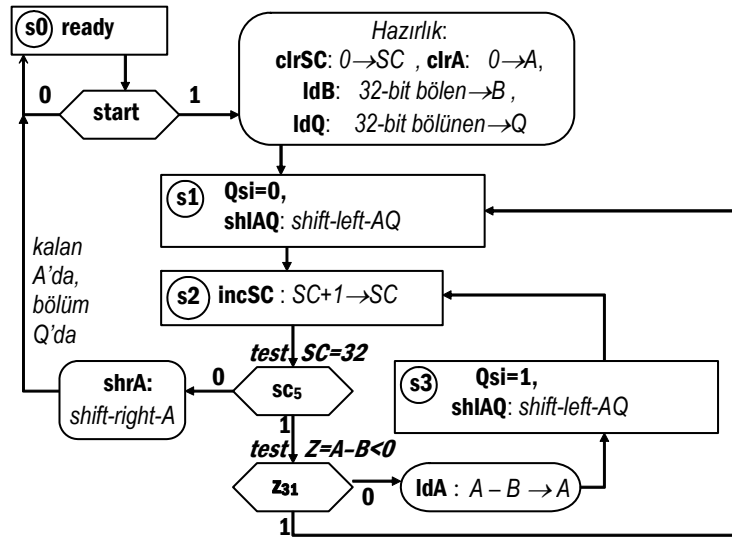 s0 ready
0
start
1
Hazırlık:
clrSC: 0→SC , clrA: 0→A,
ldB: 32-bit bölen→B ,
ldQ: 32-bit bölünen→Q
s1 Qsi=0,
shlAQ: shift-left-AQ
kalan
A'da,
bölüm
Q'da
s2 incSC : SC+1→SC
test SC=32
sc5
0
1
shrA:
shift-right-A
s3 Qsi=1,
shlAQ: shift-left-AQ
test Z=A–B<0
z31
0
1
ldA : A – B → A